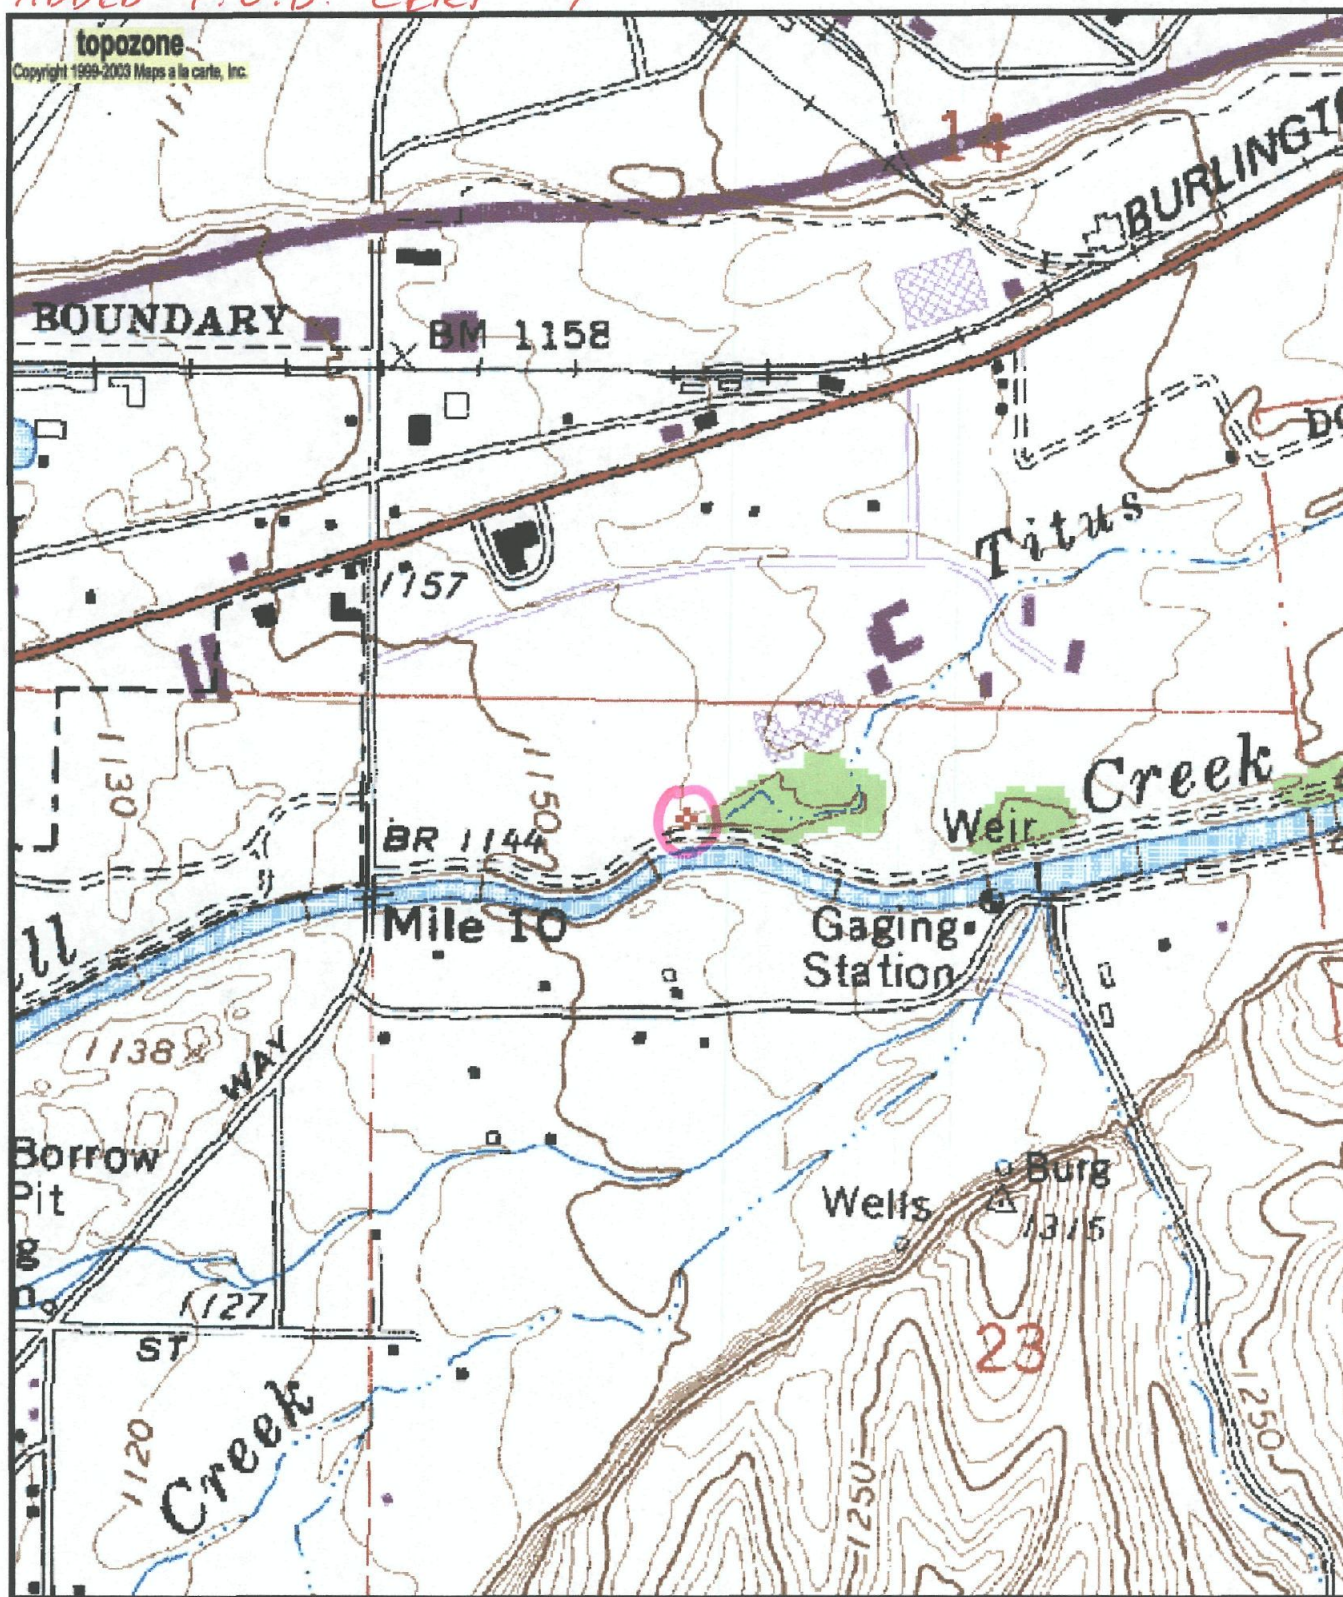 topozone
Copyright 1999-2003 Maps a la carte, Inc.
14
BURLINGT
BOUNDARY
BM 1158
Titus
1157
1130
1150
Creek
Weir
BR 1144
Mile 10
Gaging
Station
ll
1138
WAY
Borrow
Pit
Burg
Wells
1315
g
1127
ST
23
1120
Creek
1250
1250